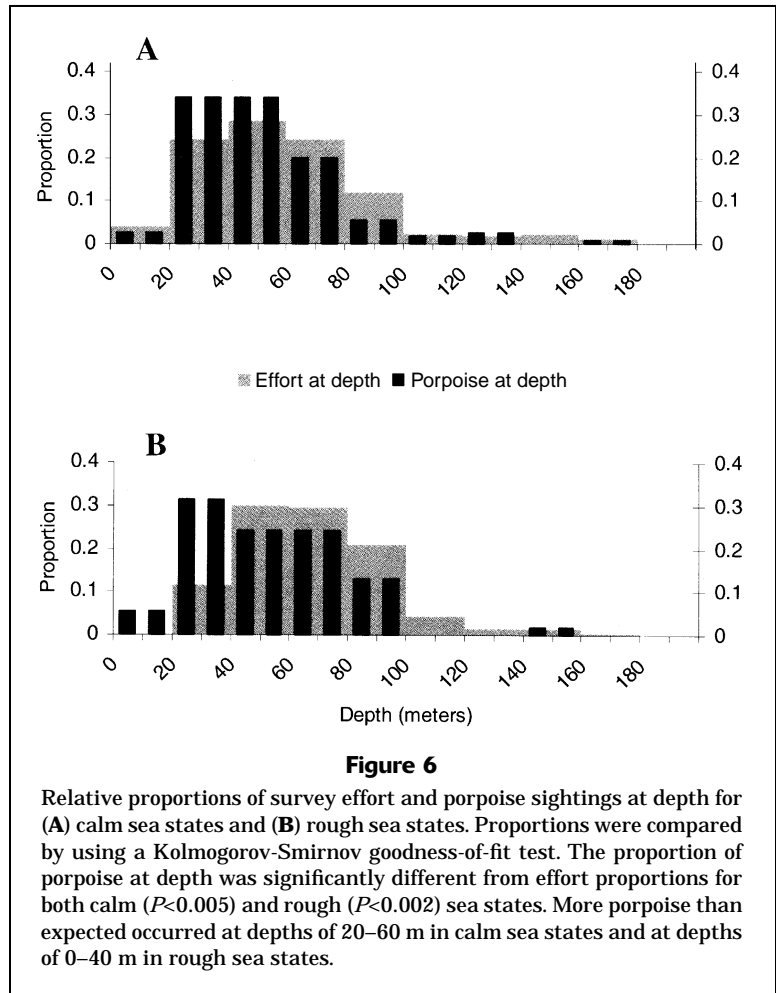 A
0.4 0.4
0.3 0.3
0.2 0.2
0.1 0.1
0 0
Proportion
0 20 40 60 80 100 120 140 160 180
Effort at depth Porpoise at depth
B
0.4 0.4
0.3 0.3
0.2 0.2
0.1 0.1
0 0
Proportion
0 20 40 60 80 100 120 140 160 180
Depth (meters)
Figure 6
Relative proportions of survey effort and porpoise sightings at depth for
(A) calm sea states and (B) rough sea states. Proportions were compared
by using a Kolmogorov-Smirnov goodness-of-fit test. The proportion of
porpoise at depth was significantly different from effort proportions for
both calm (P<0.005) and rough (P<0.002) sea states. More porpoise than
expected occurred at depths of 20–60 m in calm sea states and at depths
of 0–40 m in rough sea states.